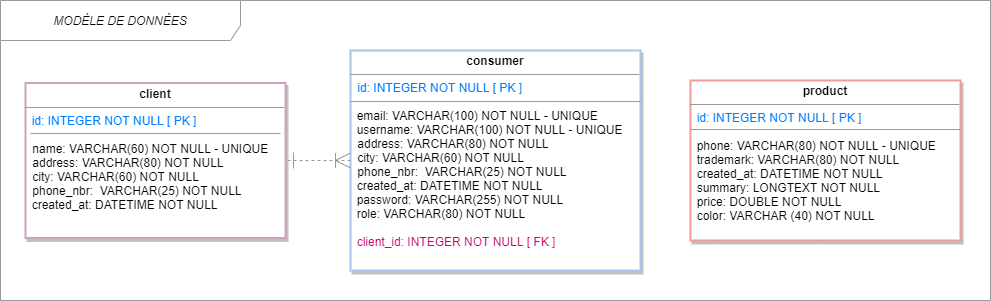 MODÈLE DE DONNÉES
client
id: INTEGER NOT NULL [ PK ]
name: VARCHAR(60) NOT NULL - UNIQUE
address: VARCHAR(80) NOT NULL
city: VARCHAR(60) NOT NULL
phone_nbr:  VARCHAR(25) NOT NULL
created_at: DATETIME NOT NULL
consumer
id: INTEGER NOT NULL [ PK ]
email: VARCHAR(100) NOT NULL - UNIQUE
username: VARCHAR(100) NOT NULL - UNIQUE
address: VARCHAR(80) NOT NULL
city: VARCHAR(60) NOT NULL
phone_nbr:  VARCHAR(25) NOT NULL
created_at: DATETIME NOT NULL
password: VARCHAR(255) NOT NULL
role: VARCHAR(80) NOT NULL
client_id: INTEGER NOT NULL [ FK ]
product
id: INTEGER NOT NULL [ PK ]
phone: VARCHAR(80) NOT NULL - UNIQUE
trademark: VARCHAR(80) NOT NULL
created_at: DATETIME NOT NULL
summary: LONGTEXT NOT NULL
price: DOUBLE NOT NULL
color: VARCHAR (40) NOT NULL